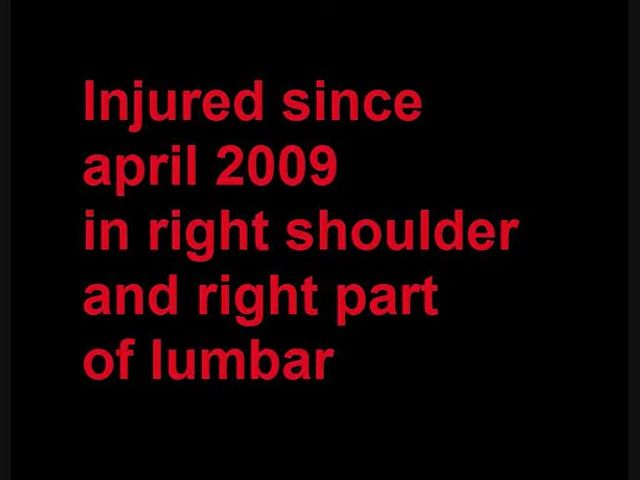 Injured since
april 2009
in right shoulder
and right part
of lumbar